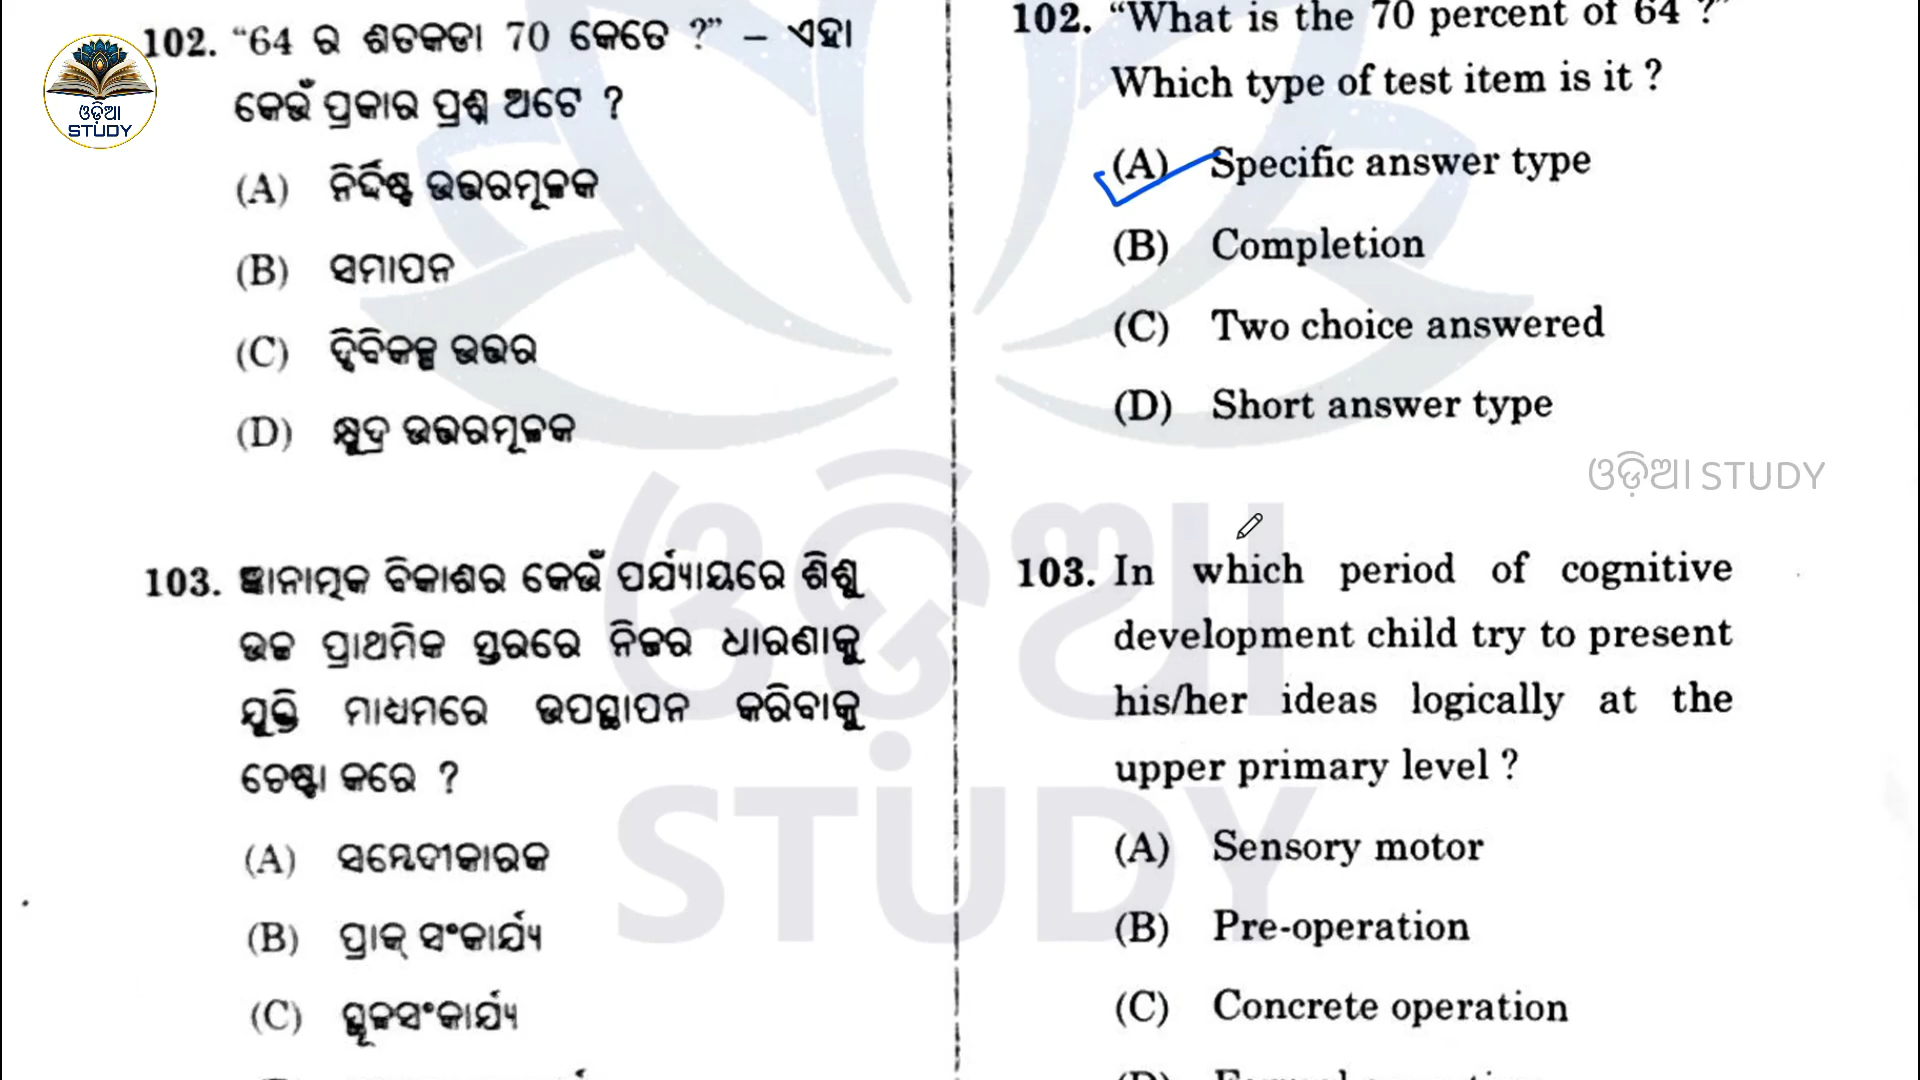 ଓଡ଼ିଆ
STUDY
102. “64 ର ଶତକଡା 70 କେତେ ?” – ଏହା
କେଉଁ ପ୍ରକାର ପ୍ରଶ୍ନ ଅଟେ ?
(A) ନିର୍ଦ୍ଦିଷ୍ଟ ଉତ୍ତରମୂଳକ
(B) ସମାପନ
(C) ଦ୍ୱିବିକଳ୍ପ ଉତ୍ତର
(D) କ୍ଷୁଦ୍ର ଉତ୍ତରମୂଳକ
103. ଜ୍ଞାନାତ୍ମକ ବିକାଶର କେଉଁ ପର୍ଯ୍ୟାୟରେ ଶିଶୁ
ଉଚ୍ଚ ପ୍ରାଥମିକ ସ୍ତରରେ ନିଜର ଧାରଣାକୁ
ଯୁକ୍ତି ମାଧ୍ୟମରେ ଉପସ୍ଥାପନ କରିବାକୁ
ଚେଷ୍ଟା କରେ ?
(A) ସମ୍ୱେଦୀକାରକ
(B) ପ୍ରାକ୍ ସଂକାର୍ଯ୍ୟ
(C) ସ୍ଥୂଳସଂକାର୍ଯ୍ୟ
102. “What is the 70 percent of 64 ?”
Which type of test item is it ?
(A) Specific answer type
(B) Completion
(C) Two choice answered
(D) Short answer type
ଓଡ଼ିଆ STUDY
103. In which period of cognitive
development child try to present
his/her ideas logically at the
upper primary level ?
(A) Sensory motor
(B) Pre-operation
(C) Concrete operation
ଓଡ଼ିଆ
STUDY